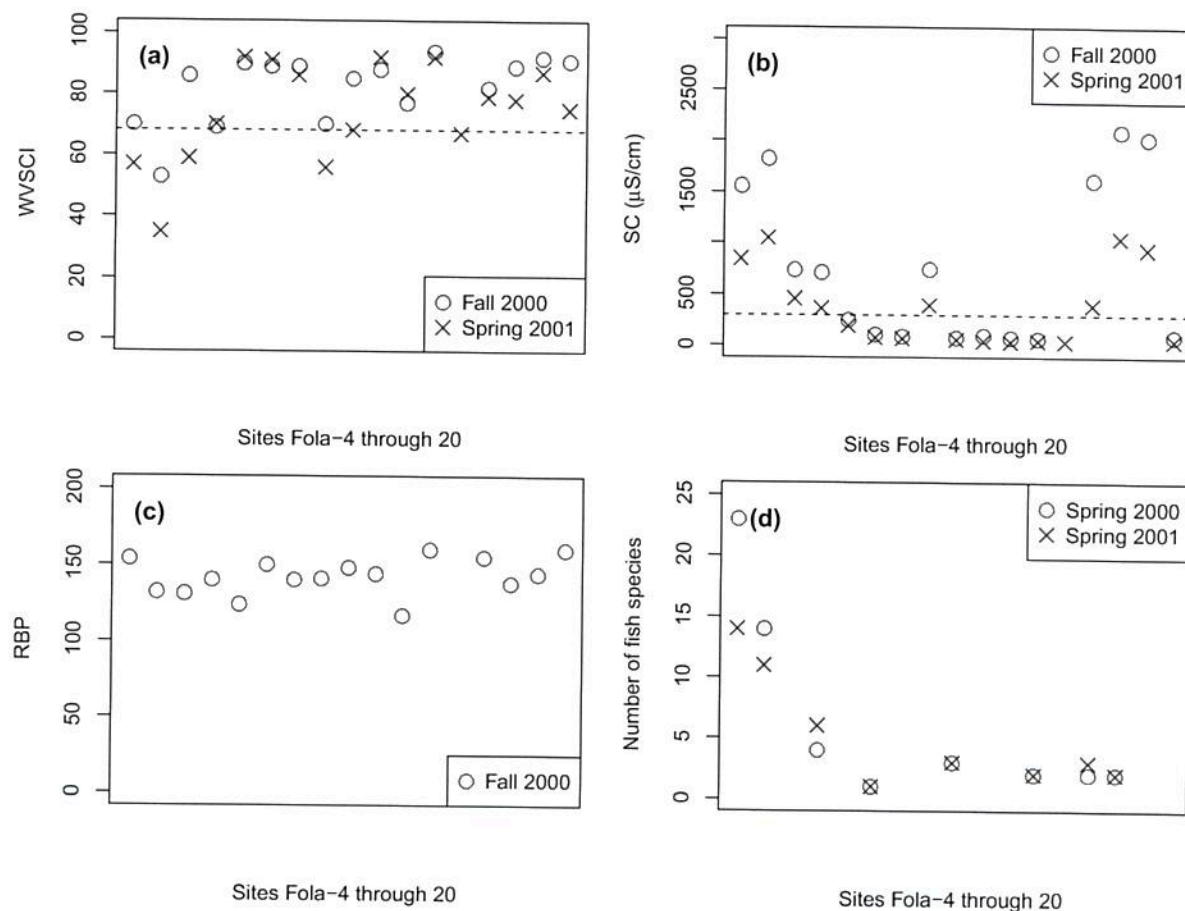 (a)
WVSCI
100
80
60
40
20
0
Fall 2000
Spring 2001
Sites Fola−4 through 20
(b)
SC (μS/cm)
2500
1500
500
0
Fall 2000
Spring 2001
Sites Fola−4 through 20
(c)
RBP
200
150
100
50
0
Fall 2000
Sites Fola−4 through 20
(d)
Number of fish species
25
20
15
10
5
0
Spring 2000
Spring 2001
Sites Fola−4 through 20